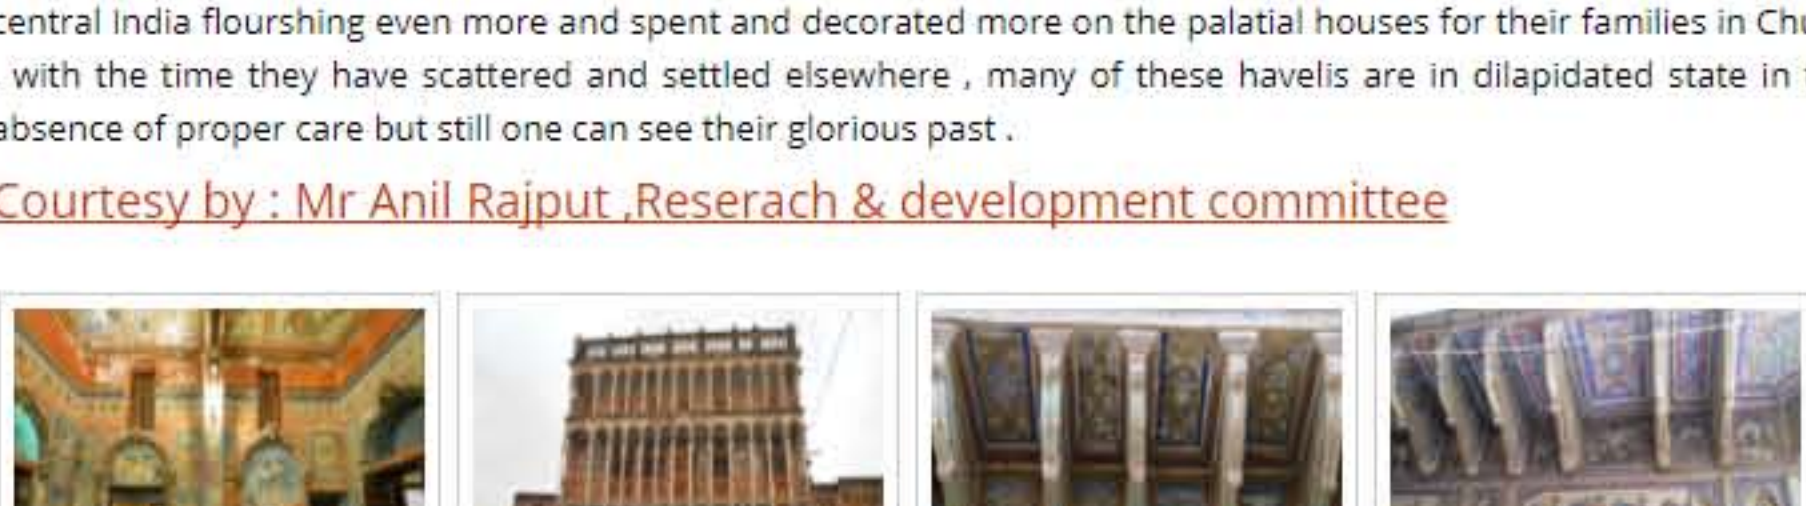 central India flourshing even more and spent and decorated more on the palatial houses for their families in
with the time they have scattered and settled elsewhere , many of these havelis are in dilapidated state in
absence of proper care but still one can see their glorious past .
Courtesy by : Mr Anil Rajput ,Reserach & development committee